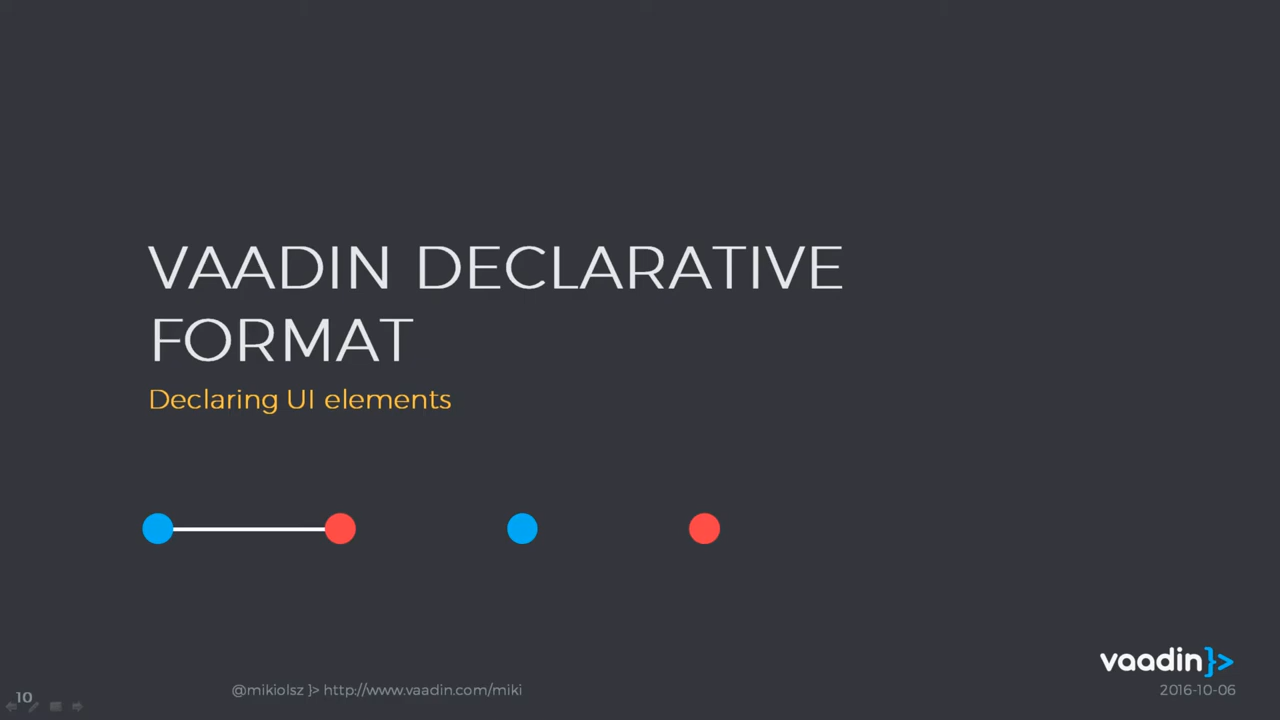 VAADIN DECLARATIVE
FORMAT
Declaring UI elements
vaadin}>
10
@mikiolsz }> http://www.vaadin.com/miki
2016-10-06